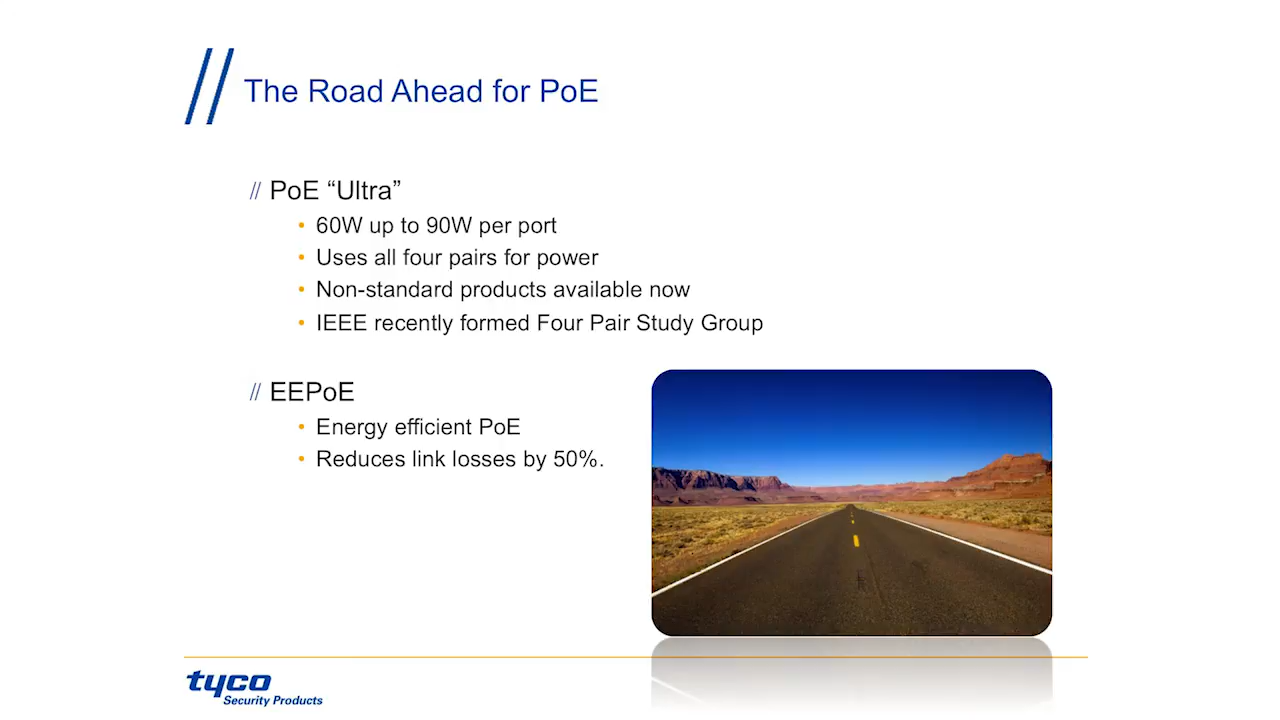 The Road Ahead for PoE
// PoE “Ultra”
• 60W up to 90W per port
• Uses all four pairs for power
• Non-standard products available now
• IEEE recently formed Four Pair Study Group
// EEPoE
• Energy efficient PoE
• Reduces link losses by 50%.
tyco
Security Products